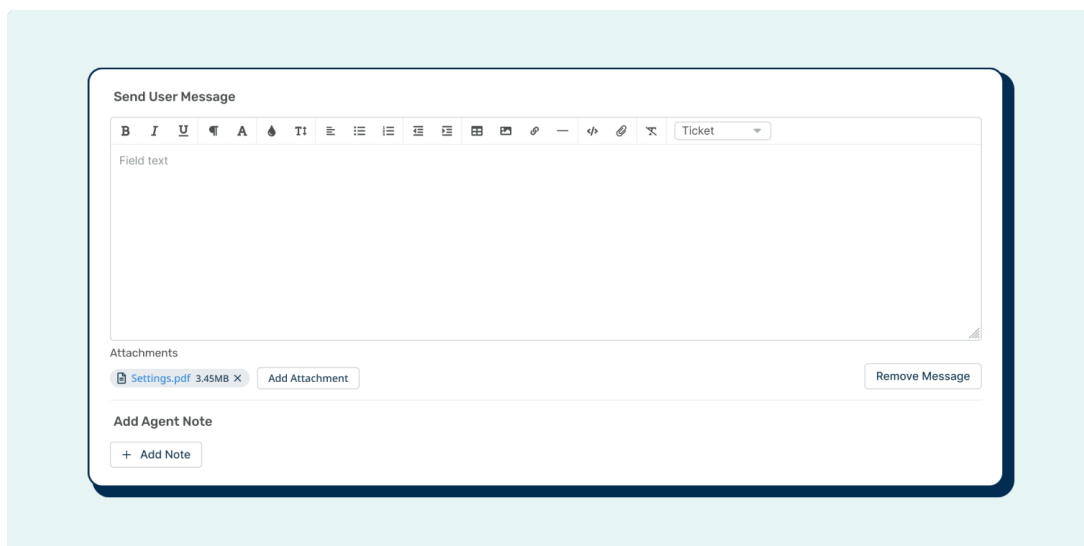 Send User Message
B I U ¶ A T↕ </> Ticket
Field text
Attachments
Settings.pdf 3.45MB × Add Attachment
Remove Message
Add Agent Note
+ Add Note